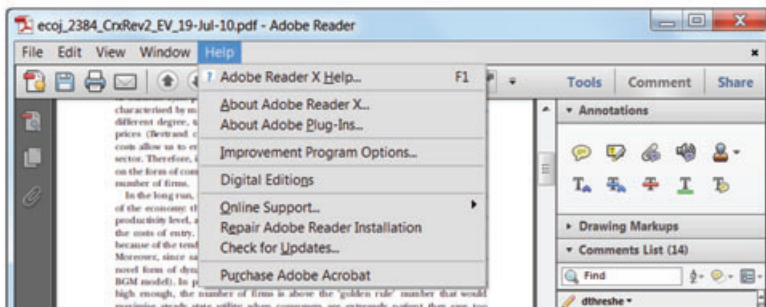 ecoj_2384_CrxRev2_EV_19-Jul-10.pdf - Adobe Reader
File Edit View Window Help
Adobe Reader X Help... F1
Tools Comment Share
About Adobe Reader X...
About Adobe Plug-Ins...
Improvement Program Options...
Digital Editions
Online Support...
Repair Adobe Reader Installation
Check for Updates...
Purchase Adobe Acrobat
Annotations
Drawing Markups
Comments List (14)
Find
dthreshe
characterised by m
different degree,
prices (Bertrand c
costs allow us to
sector. Therefore,
on the form of com
number of firms.
In the long run,
of the economy
productivity level, a
the costs of entry.
because of the tend
Moreover, since
novel form of
BGM model). In
high enough, the number of firms is above the 'golden rule' number that would